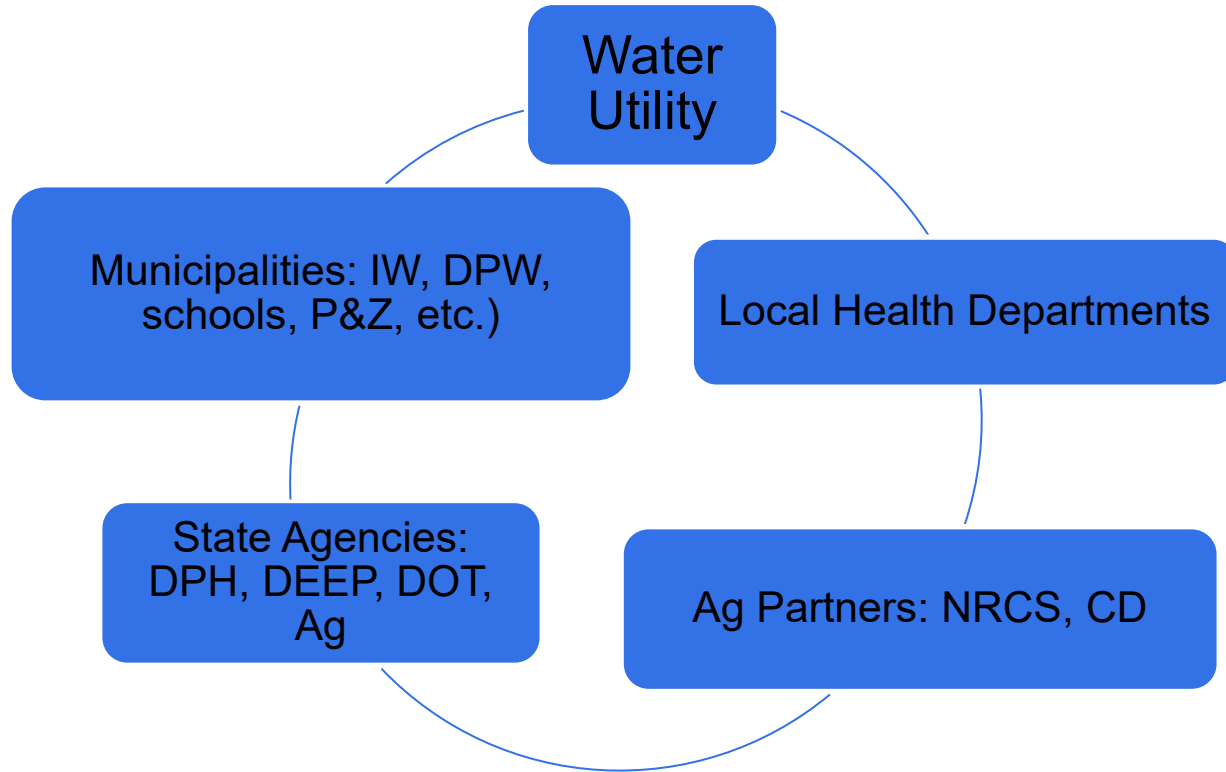 Water
Utility
Municipalities: IW, DPW,
schools, P&Z, etc.)
Local Health Departments
State Agencies:
DPH, DEEP, DOT,
Ag
Ag Partners: NRCS, CD